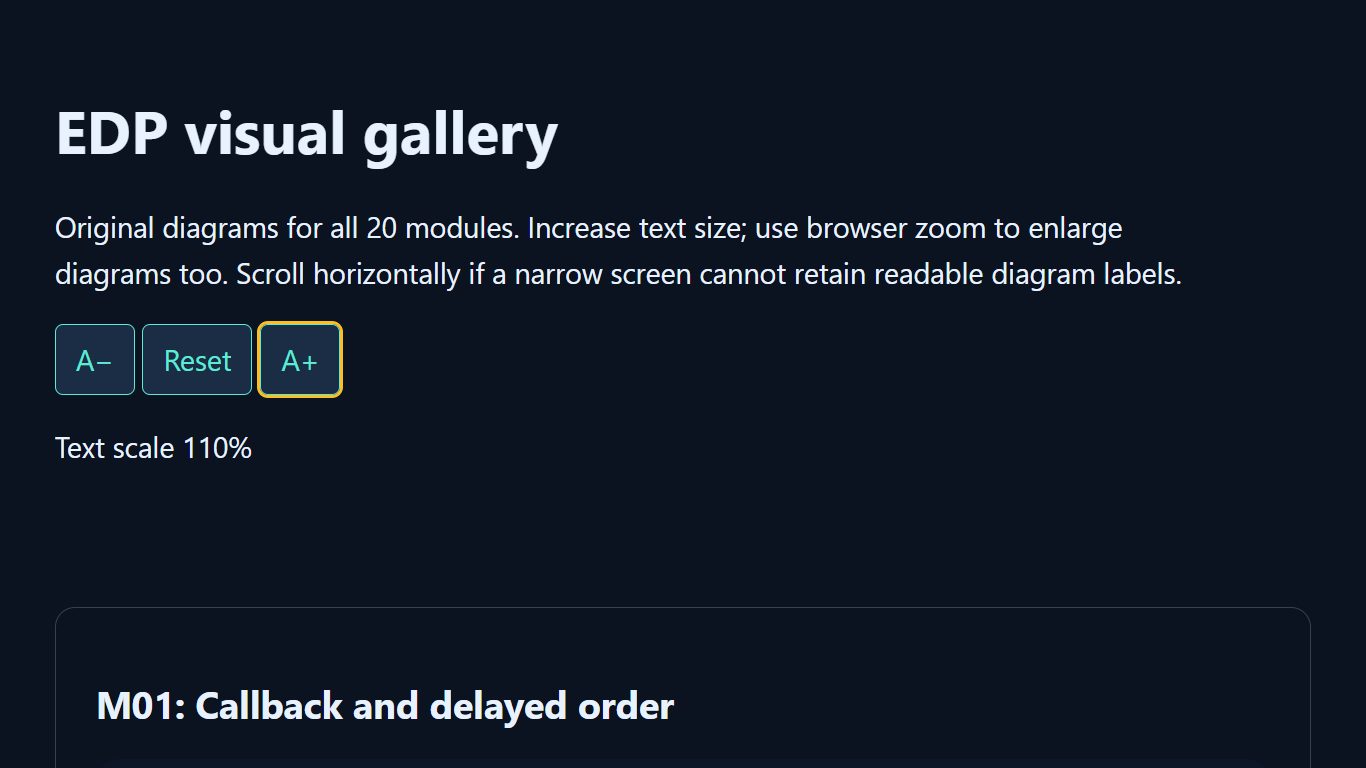 EDP visual gallery
Original diagrams for all 20 modules. Increase text size; use browser zoom to enlarge
diagrams too. Scroll horizontally if a narrow screen cannot retain readable diagram labels.
A− Reset A+
Text scale 110%
M01: Callback and delayed order